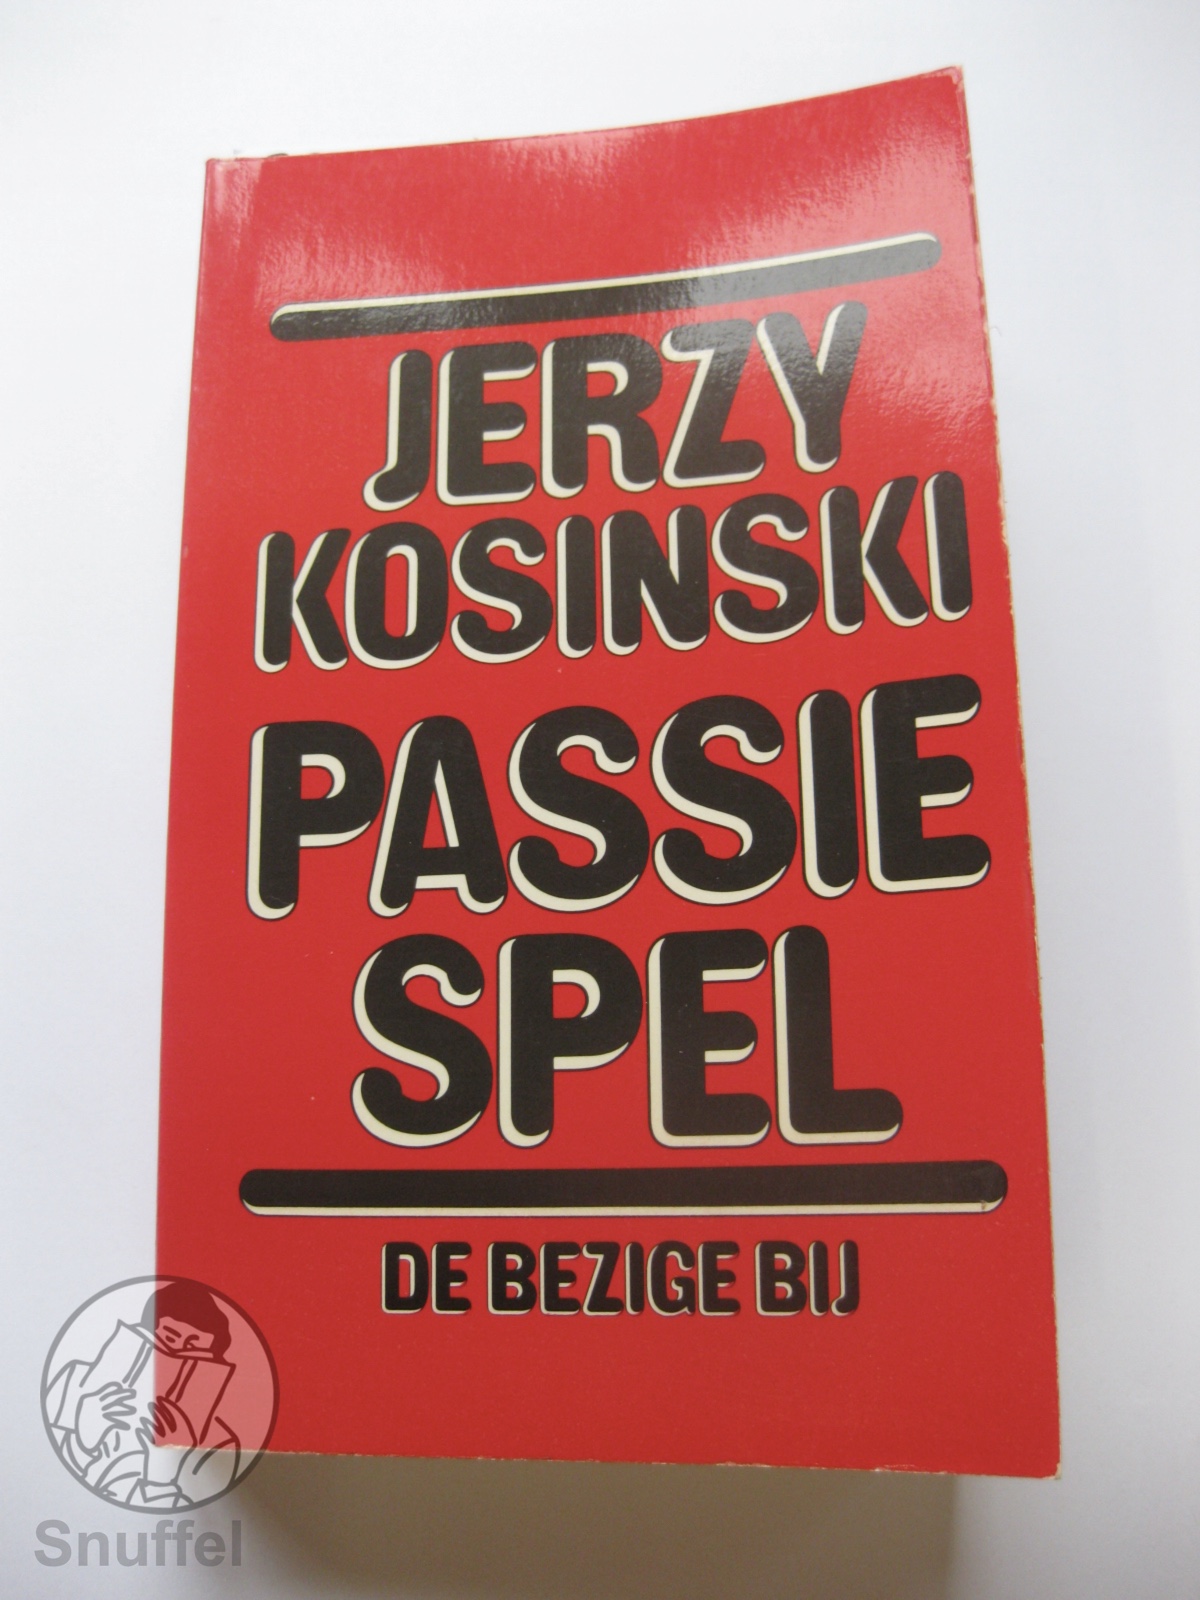 JERZY
KOSINSKI
PASSIE
SPEL
DE BEZIGE BIJ
Snuffel